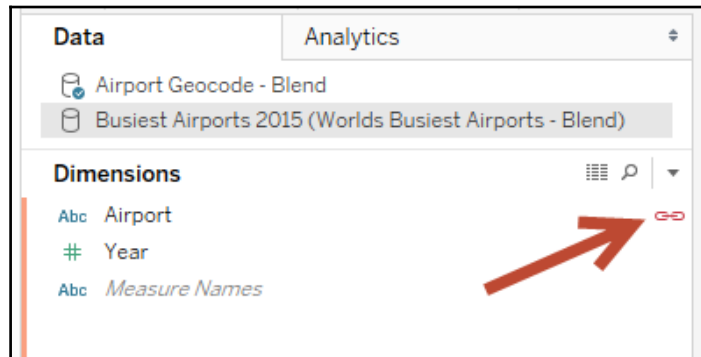 Data Analytics
Airport Geocode - Blend
Busiest Airports 2015 (Worlds Busiest Airports - Blend)
Dimensions
Abc Airport
# Year
Abc Measure Names